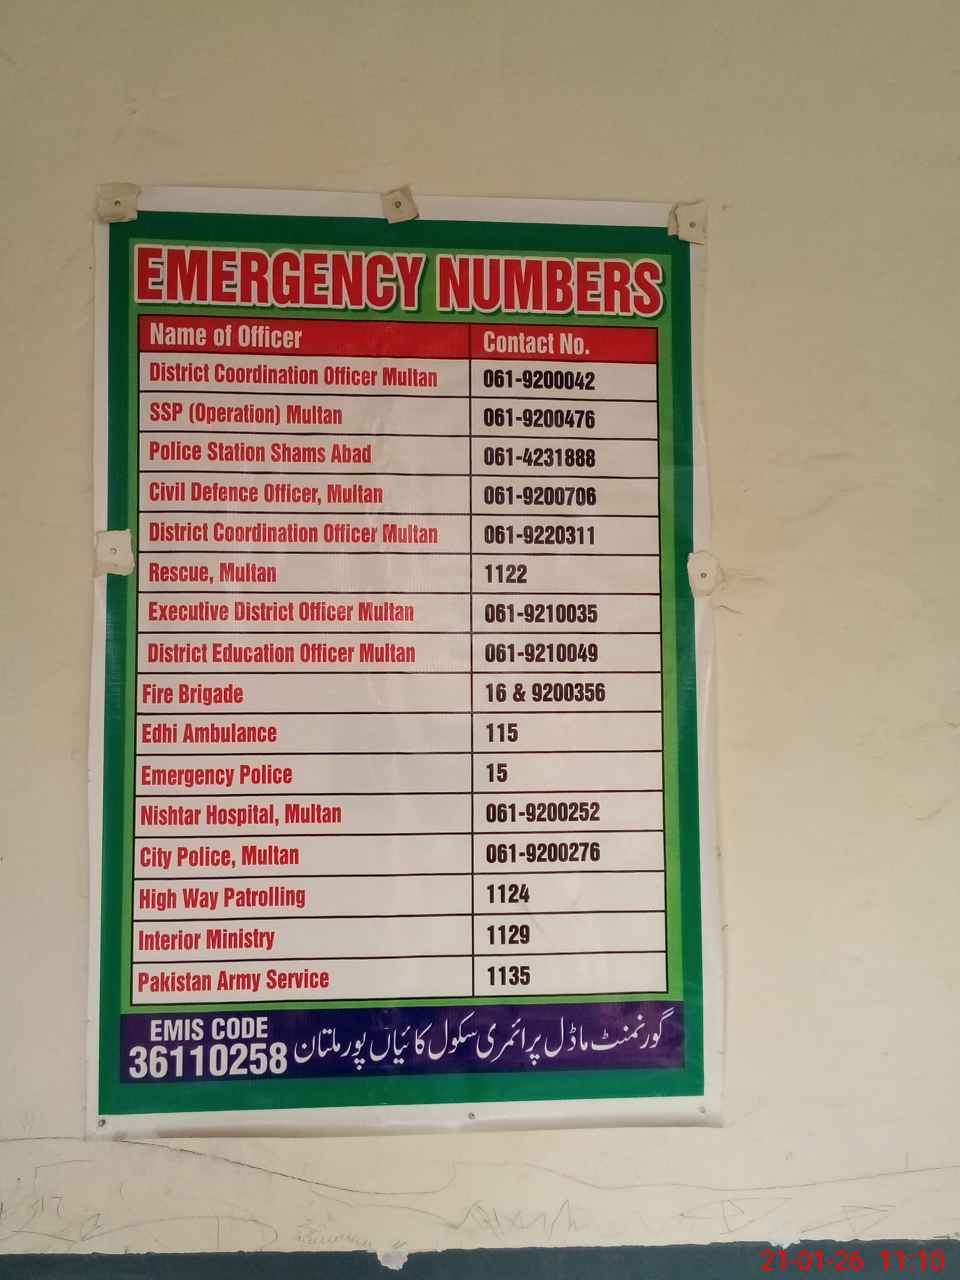 EMERGENCY NUMBERS
Name of Officer Contact No.
District Coordination Officer Multan 061-9200042
SSP (Operation) Multan 061-9200476
Police Station Shams Abad 061-4231888
Civil Defence Officer, Multan 061-9200706
District Coordination Officer Multan 061-9220311
Rescue, Multan 1122
Executive District Officer Multan 061-9210035
District Education Officer Multan 061-9210049
Fire Brigade 16 & 9200356
Edhi Ambulance 115
Emergency Police 15
Nishtar Hospital, Multan 061-9200252
City Police, Multan 061-9200276
High Way Patrolling 1124
Interior Ministry 1129
Pakistan Army Service 1135
EMIS CODE
36110258
گورنمنٹ ماڈل پرائمری سکول کائیاں پور ملتان
21-01-26 11:10